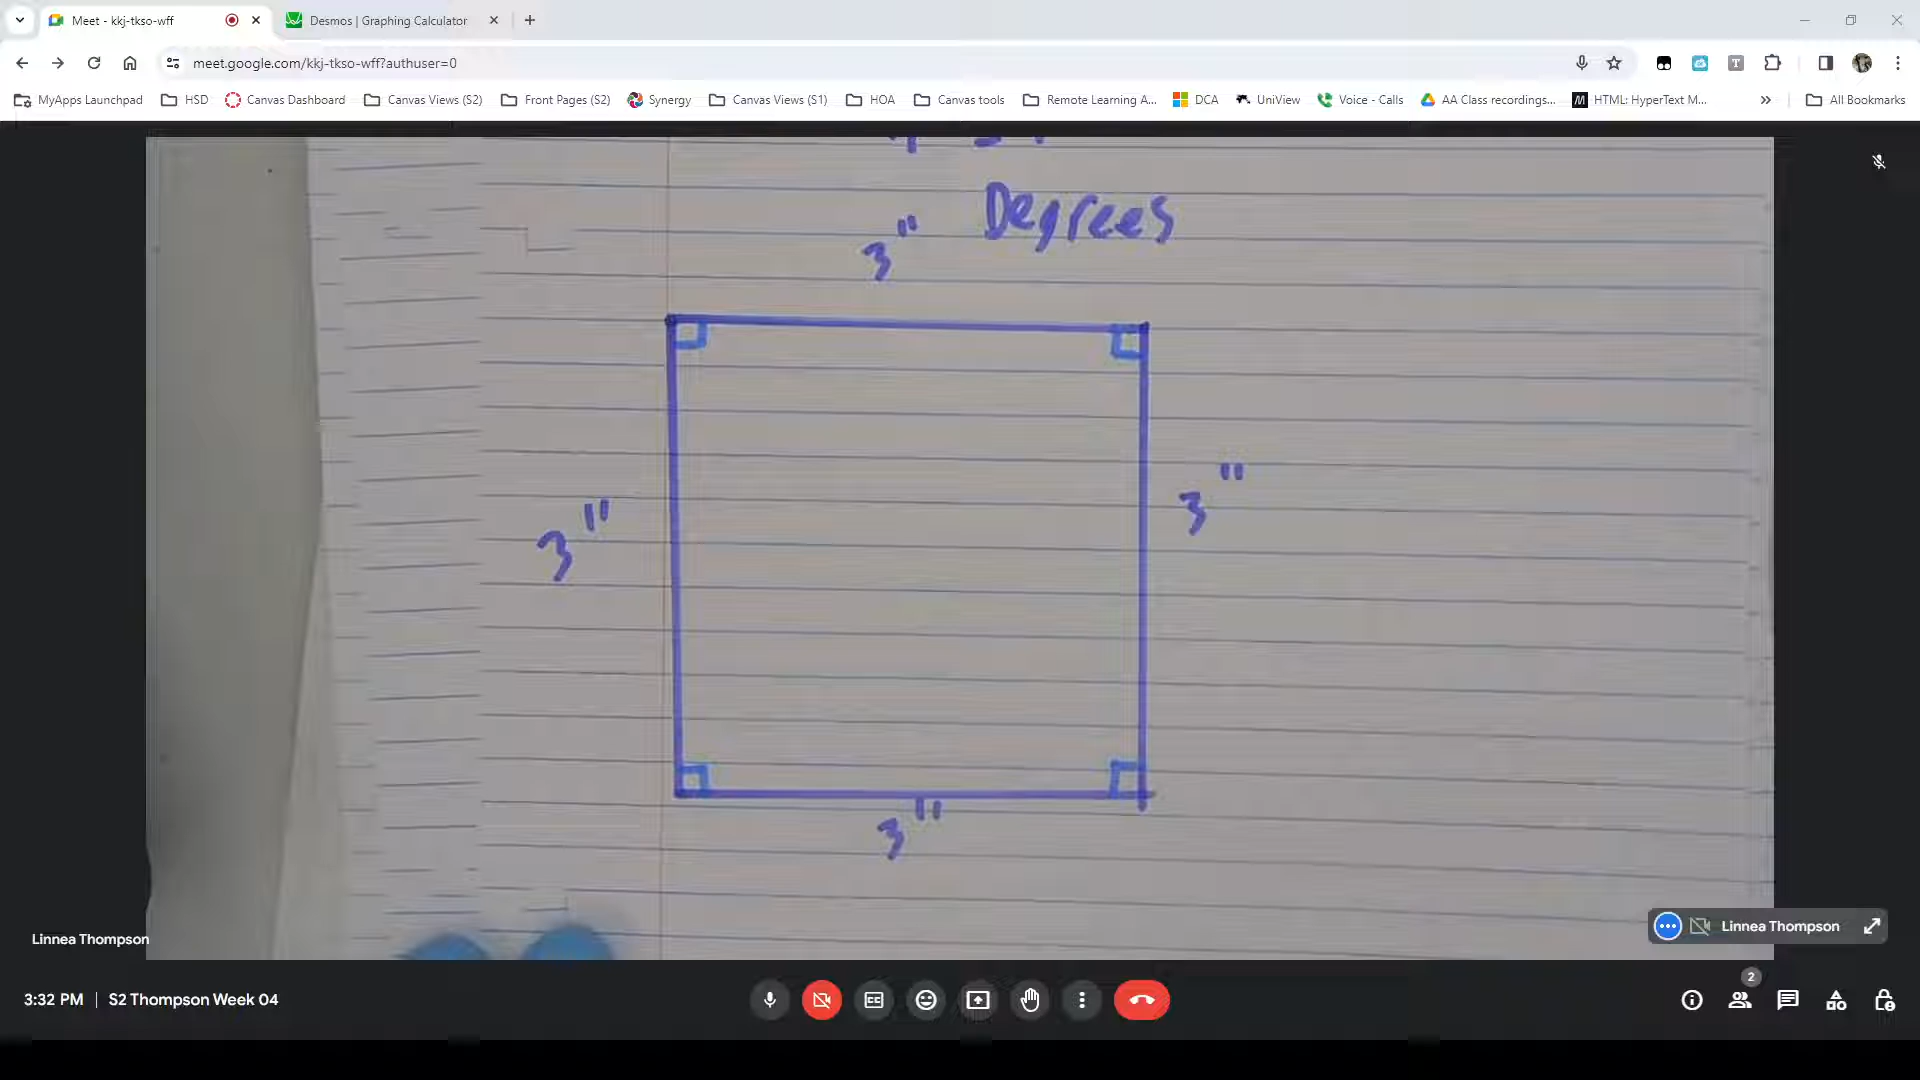 Meet - kkj-tkso-wff
Desmos | Graphing Calculator
meet.google.com/kkj-tkso-wff?authuser=0
MyApps Launchpad
HSD
Canvas Dashboard
Canvas Views (S2)
Front Pages (S2)
Synergy
Canvas Views (S1)
HOA
Canvas tools
Remote Learning A...
DCA
UniView
Voice - Calls
AA Class recordings...
HTML: HyperText M...
»
All Bookmarks
Degrees
3"
3"
3"
3"
Linnea Thompson
Linnea Thompson
3:32 PM | S2 Thompson Week 04
2